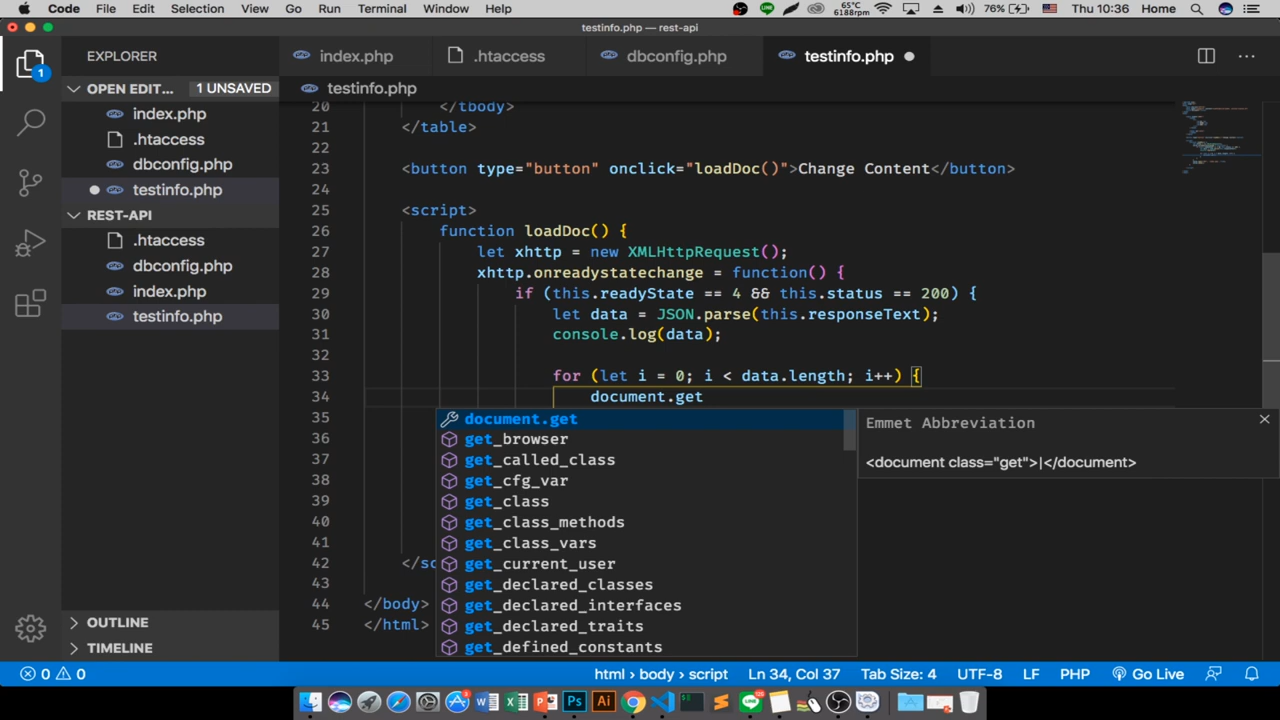 Code File Edit Selection View Go Run Terminal Window Help 65°C 6188rpm 76% Thu 10:36 Home
testinfo.php — rest-api
EXPLORER
index.php .htaccess dbconfig.php testinfo.php
1
OPEN EDIT... 1 UNSAVED
testinfo.php
index.php
.htaccess
dbconfig.php
testinfo.php
REST-API
.htaccess
dbconfig.php
index.php
testinfo.php
OUTLINE
TIMELINE
20 </tbody>
21 </table>
22
23 <button type="button" onclick="loadDoc()">Change Content</button>
24
25 <script>
26 function loadDoc() {
27 let xhttp = new XMLHttpRequest();
28 xhttp.onreadystatechange = function() {
29 if (this.readyState == 4 && this.status == 200) {
30 let data = JSON.parse(this.responseText);
31 console.log(data);
32
33 for (let i = 0; i < data.length; i++) {
34 document.get
35
36
37
38
39
40
41
42 </sc
43
44 </body>
45 </html>
document.get
get_browser
get_called_class
get_cfg_var
get_class
get_class_methods
get_class_vars
get_current_user
get_declared_classes
get_declared_interfaces
get_declared_traits
get_defined_constants
Emmet Abbreviation
<document class="get">|</document>
0 0 html › body › script Ln 34, Col 37 Tab Size: 4 UTF-8 LF PHP Go Live
Ps Ai